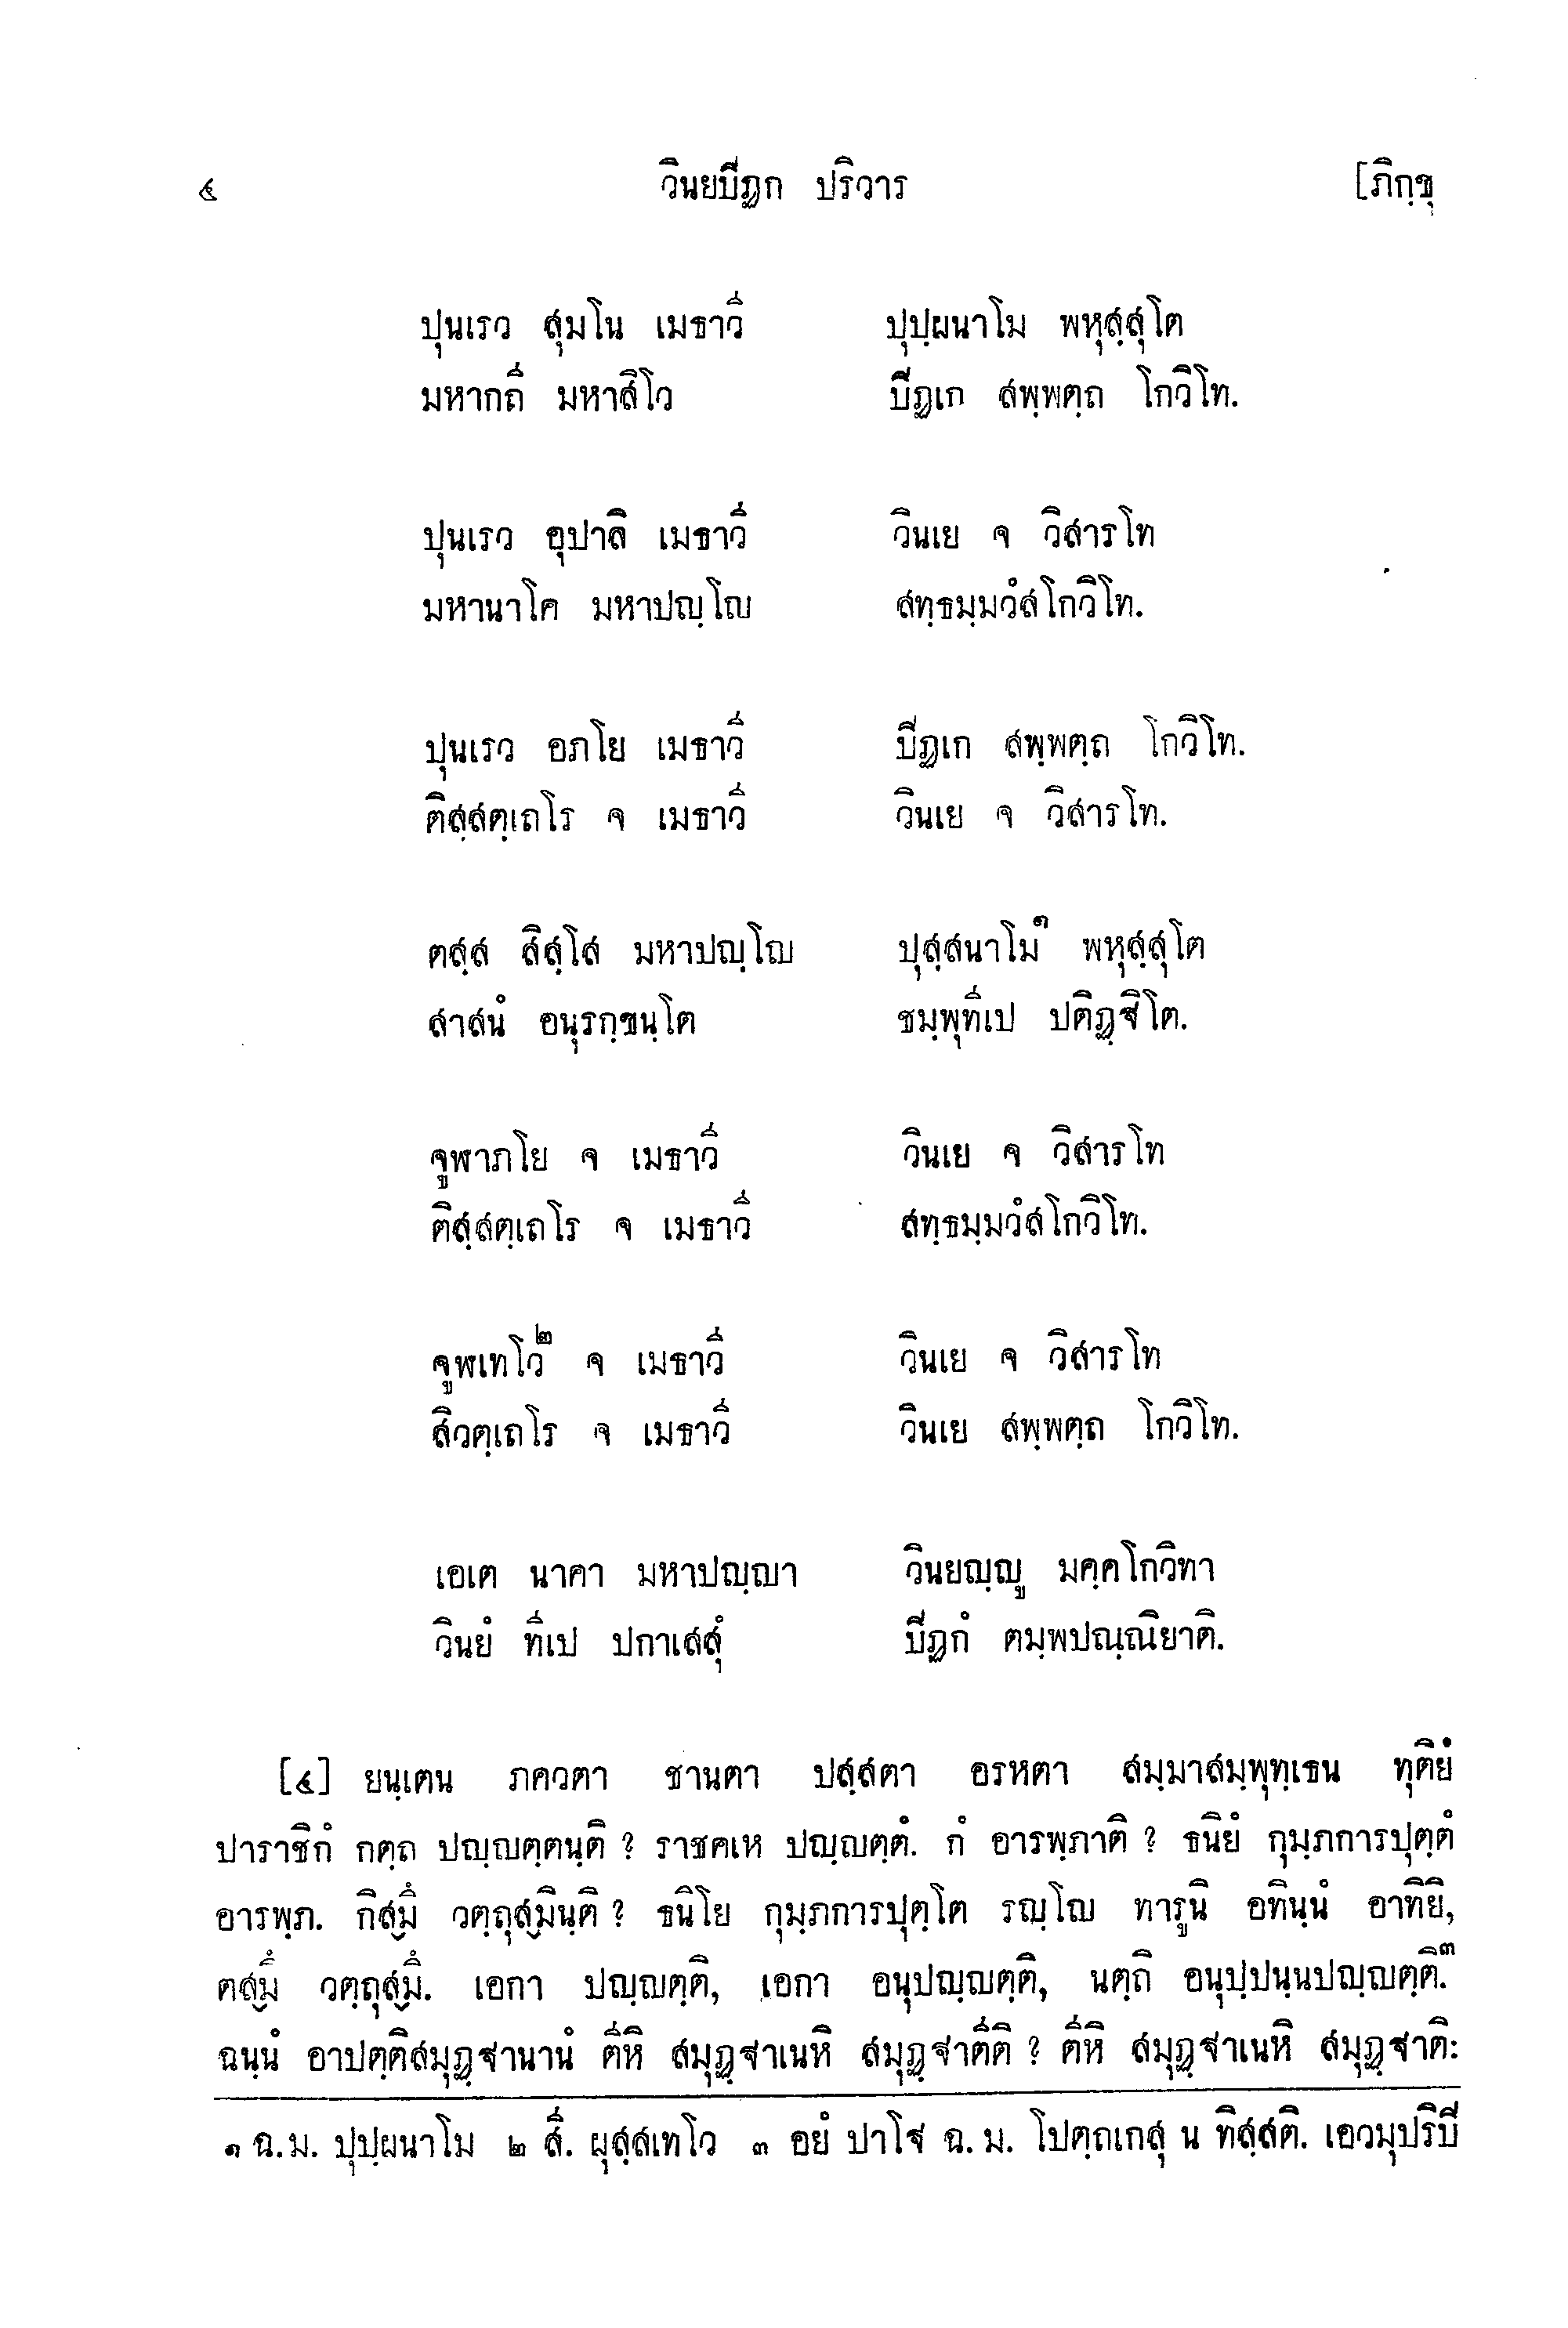 ๔ วินยปีฏก ปริวาร [ภิกฺขุ
ปุนเรว สุมโน เมธาวี ปุปฺผนาโม พหุสฺสุโต
มหากถี มหาสิโว ปีฏเก สพฺพตฺถ โกวิโท.
ปุนเรว อุปาลิ เมธาวี วินเย จ วิสารโท
มหานาโค มหาปญฺโญ สทฺธมฺมวํสโกวิโท.
ปุนเรว อภโย เมธาวี ปีฏเก สพฺพตฺถ โกวิโท.
ติสฺสตฺเถโร จ เมธาวี วินเย จ วิสารโท.
ตสฺส สิสฺโส มหาปญฺโญ ปุสฺสนาโม๑ พหุสฺสุโต
สาสนํ อนุรกฺขนฺโต ชมฺพุทีเป ปติฏฺฐิโต.
จูฬาภโย จ เมธาวี วินเย จ วิสารโท
ติสฺสตฺเถโร จ เมธาวี สทฺธมฺมวํสโกวิโท.
จูฬเทโว๒ จ เมธาวี วินเย จ วิสารโท
สิวตฺเถโร จ เมธาวี วินเย สพฺพตฺถ โกวิโท.
เอเต นาคา มหาปญฺญา วินยญฺญู มคฺคโกวิทา
วินยํ ทีเป ปกาเสสุํ ปีฏกํ ตมฺพปณฺณิยาติ.
[๔] ยนฺเตน ภควตา ชานตา ปสฺสตา อรหตา สมฺมาสมฺพุทฺเธน ทุติยํ
ปาราชิกํ กตฺถ ปญฺญตฺตนฺติ ? ราชคเห ปญฺญตฺตํ. กํ อารพฺภาติ ? ธนิยํ กุมฺภการปุตฺตํ
อารพฺภ. กิสฺมึ วตฺถุสฺมินฺติ ? ธนิโย กุมฺภการปุตฺโต รญฺโญ ทารูนิ อทินฺนํ อาทิยิ,
ตสฺมึ วตฺถุสฺมึ. เอกา ปญฺญตฺติ, เอกา อนุปญฺญตฺติ, นตฺถิ อนุปฺปนฺนปญฺญตฺติ.๓
ฉนฺนํ อาปตฺติสมุฏฺฐานานํ ตีหิ สมุฏฺฐาเนหิ สมุฏฺฐาตีติ ? ตีหิ สมุฏฺฐาเนหิ สมุฏฺฐาติ:
๑ ฉ.ม. ปุปฺผนาโม ๒ สี. ผุสฺสเทโว ๓ อยํ ปาโฐ ฉ. ม. โปตฺถเกสุ น ทิสฺสติ. เอวมุปริปี